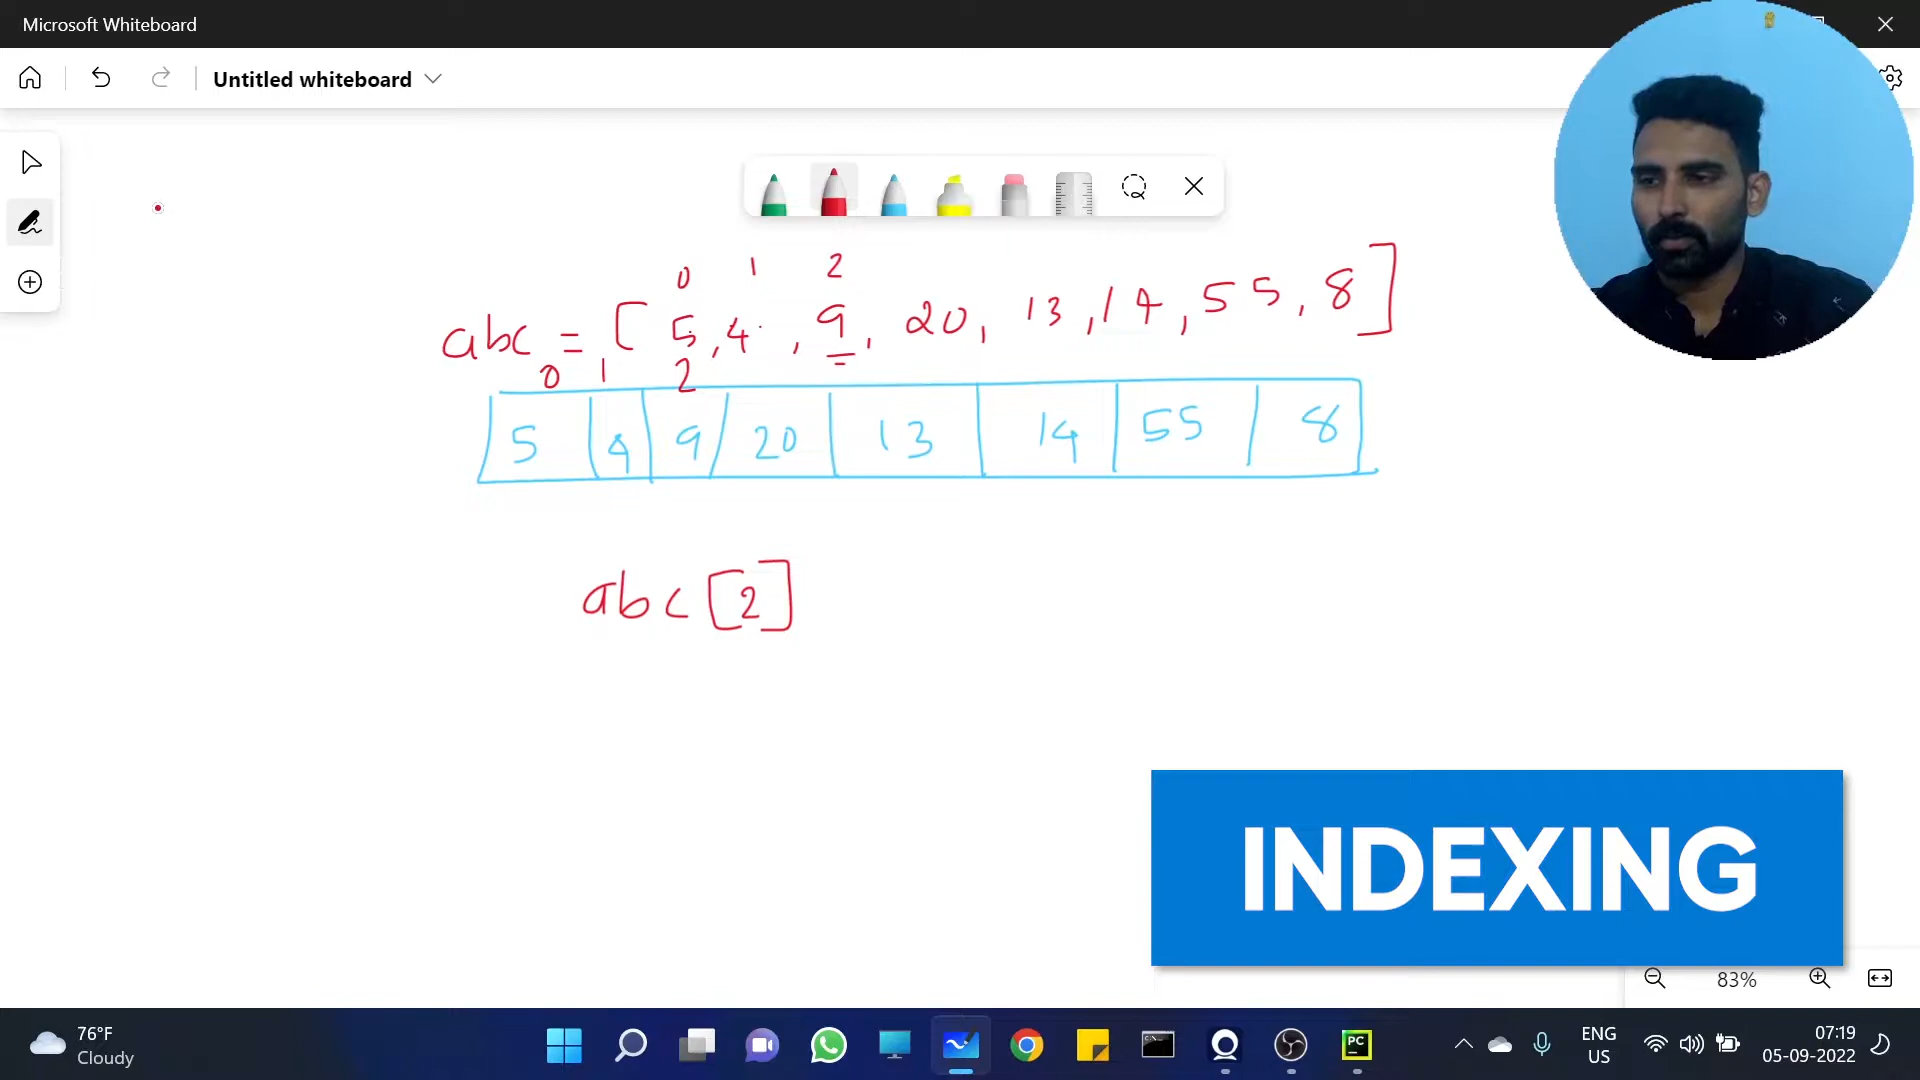 Microsoft Whiteboard
Untitled whiteboard
0 1 2
abc = [ 5, 4, 9, 20, 13, 14, 55, 8 ]
0 1 2
5 4 9 20 13 14 55 8
abc [2]
INDEXING
83%
76°F
Cloudy
PC
ENG
US
07:19
05-09-2022